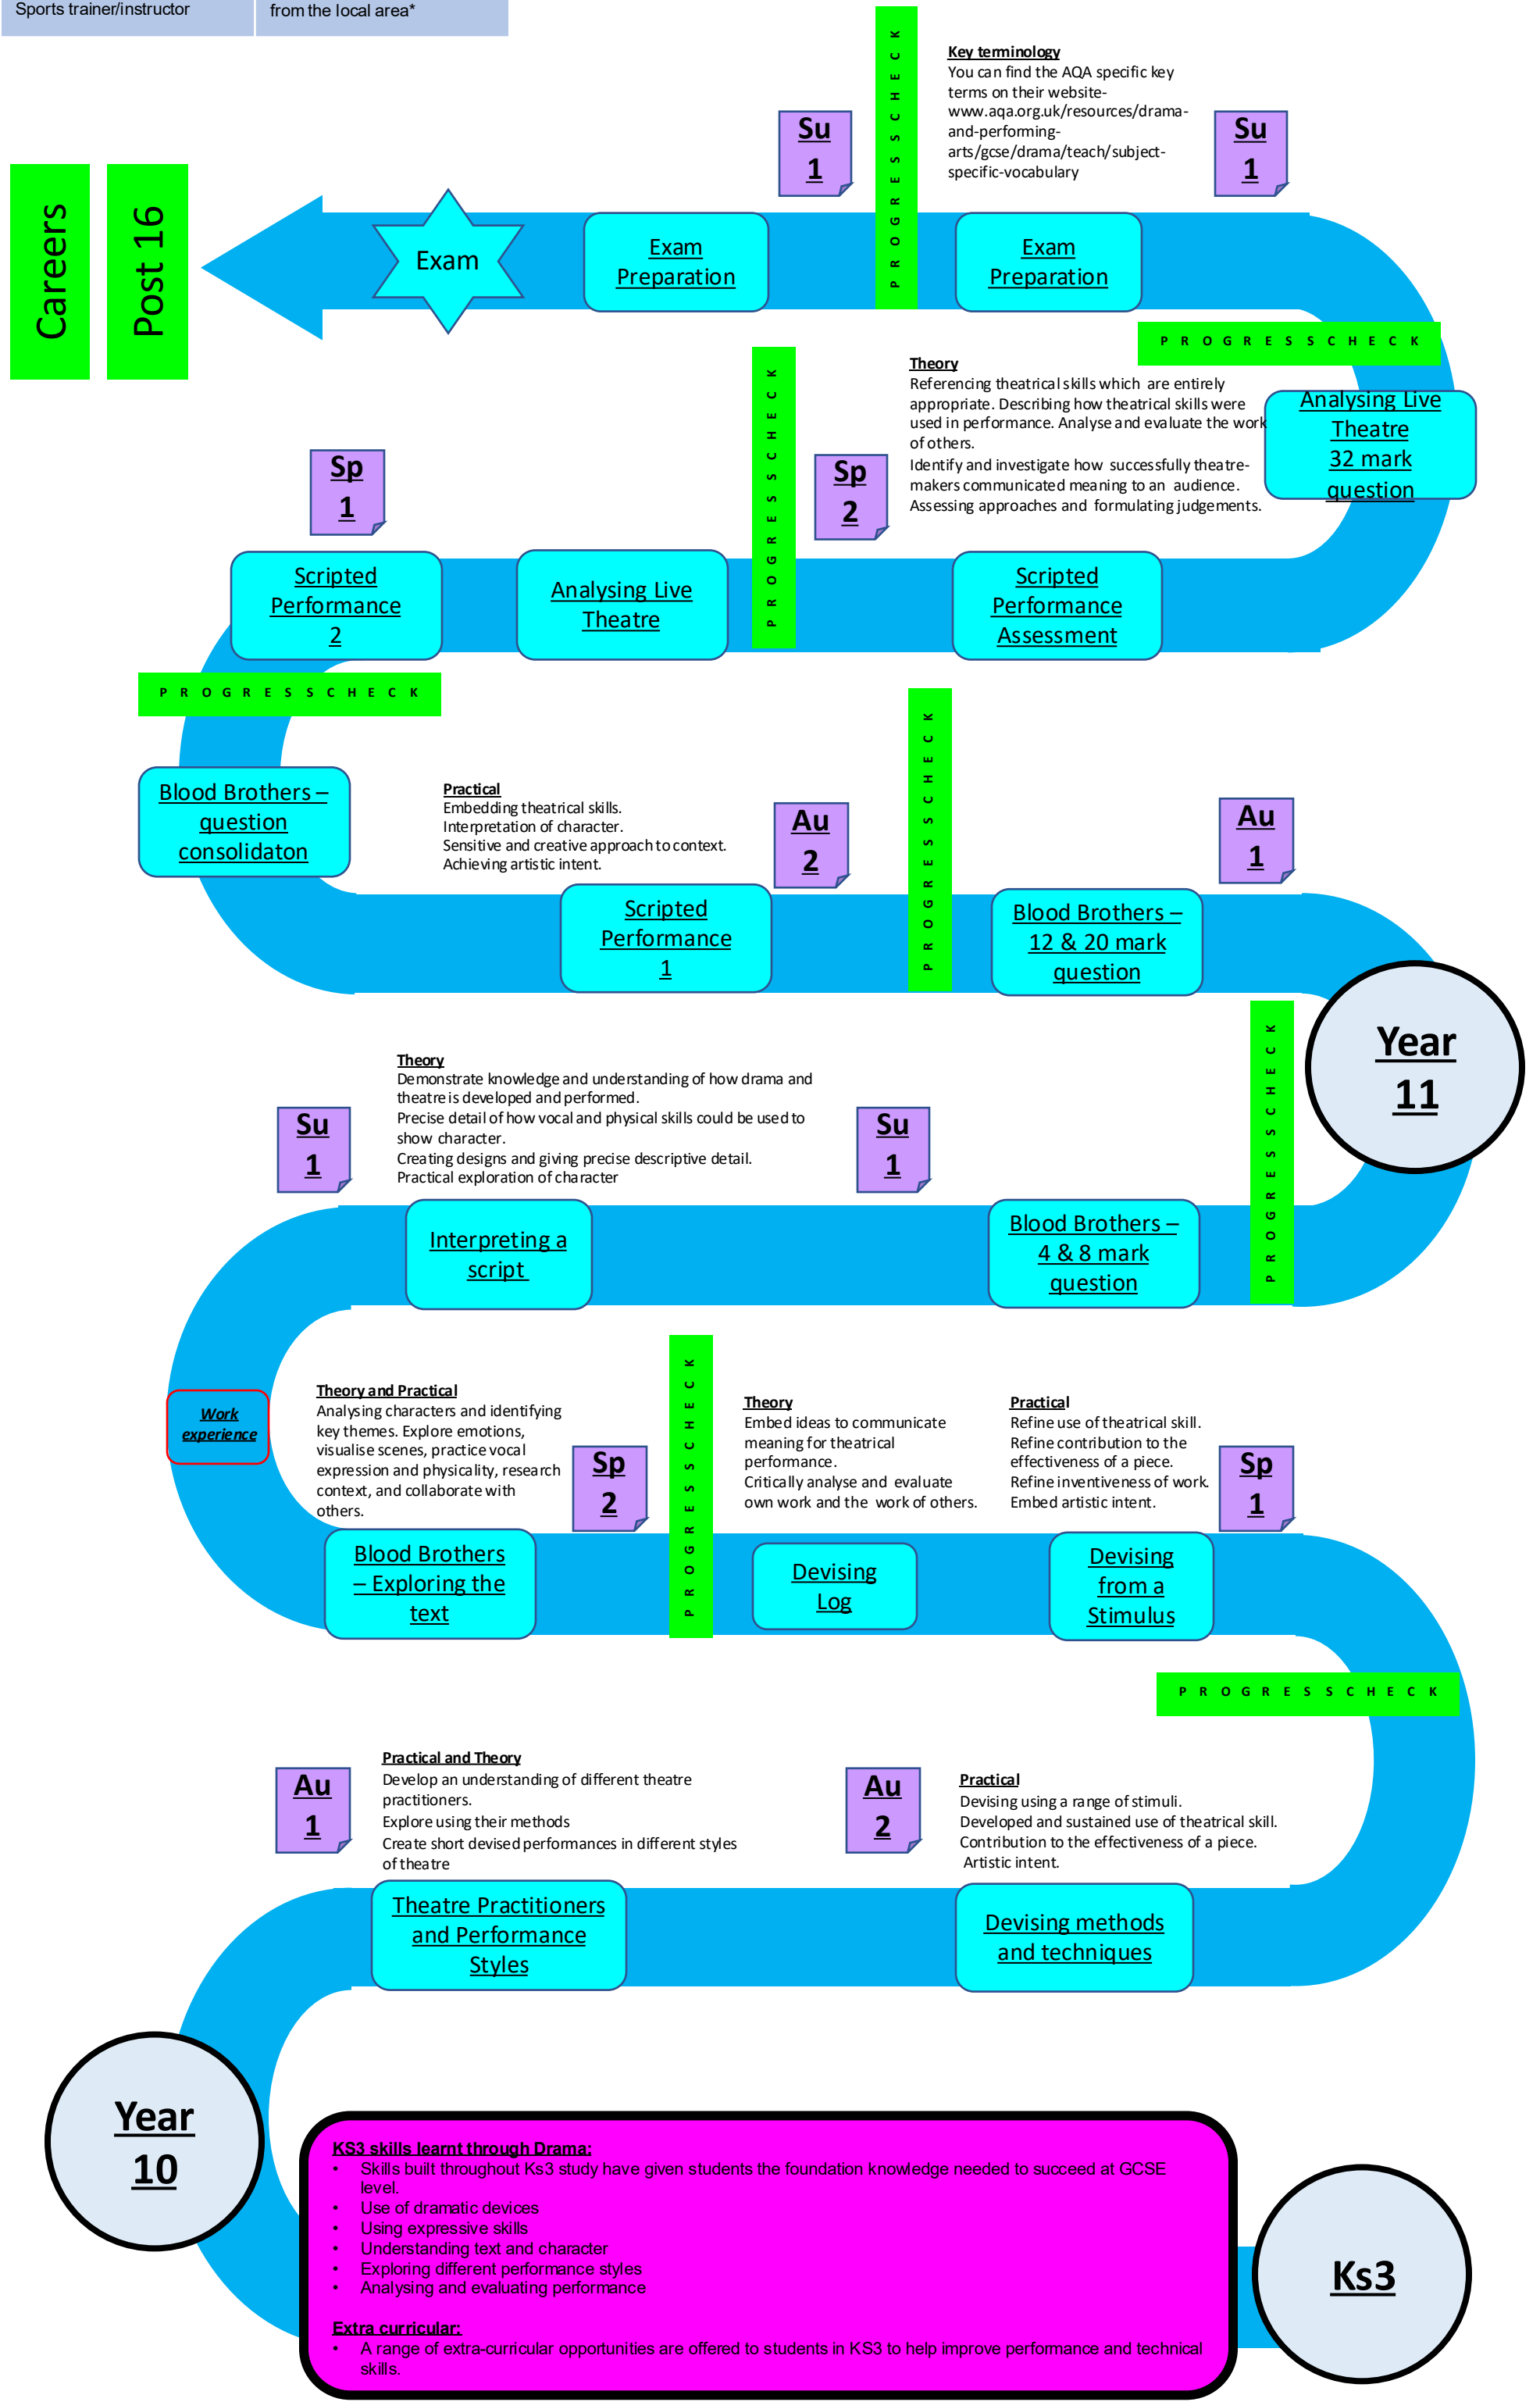 Sports trainer/instructor
from the local area*
PROGRESSCHECK
Key terminology
You can find the AQA specific key
terms on their website-
www.aqa.org.uk/resources/drama-
and-performing-
arts/gcse/drama/teach/subject-
specific-vocabulary
Su
1
Su
1
Careers
Post 16
Exam
Exam
Preparation
Exam
Preparation
PROGRESSCHECK
PROGRESSCHECK
Theory
Referencing theatrical skills which are entirely
appropriate. Describing how theatrical skills were
used in performance. Analyse and evaluate the work
of others.
Identify and investigate how successfully theatre-
makers communicated meaning to an audience.
Assessing approaches and formulating judgements.
Analysing Live
Theatre
32 mark
question
Sp
1
Sp
2
Scripted
Performance
2
Analysing Live
Theatre
Scripted
Performance
Assessment
PROGRESSCHECK
PROGRESSCHECK
Blood Brothers –
question
consolidaton
Practical
Embedding theatrical skills.
Interpretation of character.
Sensitive and creative approach to context.
Achieving artistic intent.
Au
2
Au
1
Scripted
Performance
1
Blood Brothers –
12 & 20 mark
question
Year
11
PROGRESSCHECK
Theory
Demonstrate knowledge and understanding of how drama and
theatre is developed and performed.
Precise detail of how vocal and physical skills could be used to
show character.
Creating designs and giving precise descriptive detail.
Practical exploration of character
Su
1
Su
1
Interpreting a
script
Blood Brothers –
4 & 8 mark
question
Work
experience
Theory and Practical
Analysing characters and identifying
key themes. Explore emotions,
visualise scenes, practice vocal
expression and physicality, research
context, and collaborate with
others.
Sp
2
PROGRESSCHECK
Theory
Embed ideas to communicate
meaning for theatrical
performance.
Critically analyse and evaluate
own work and the work of others.
Practical
Refine use of theatrical skill.
Refine contribution to the
effectiveness of a piece.
Refine inventiveness of work.
Embed artistic intent.
Sp
1
Blood Brothers
– Exploring the
text
Devising
Log
Devising
from a
Stimulus
PROGRESSCHECK
Au
1
Practical and Theory
Develop an understanding of different theatre
practitioners.
Explore using their methods
Create short devised performances in different styles
of theatre
Au
2
Practical
Devising using a range of stimuli.
Developed and sustained use of theatrical skill.
Contribution to the effectiveness of a piece.
Artistic intent.
Theatre Practitioners
and Performance
Styles
Devising methods
and techniques
Year
10
KS3 skills learnt through Drama:
• Skills built throughout Ks3 study have given students the foundation knowledge needed to succeed at GCSE
level.
• Use of dramatic devices
• Using expressive skills
• Understanding text and character
• Exploring different performance styles
• Analysing and evaluating performance
Extra curricular:
• A range of extra-curricular opportunities are offered to students in KS3 to help improve performance and technical
skills.
Ks3